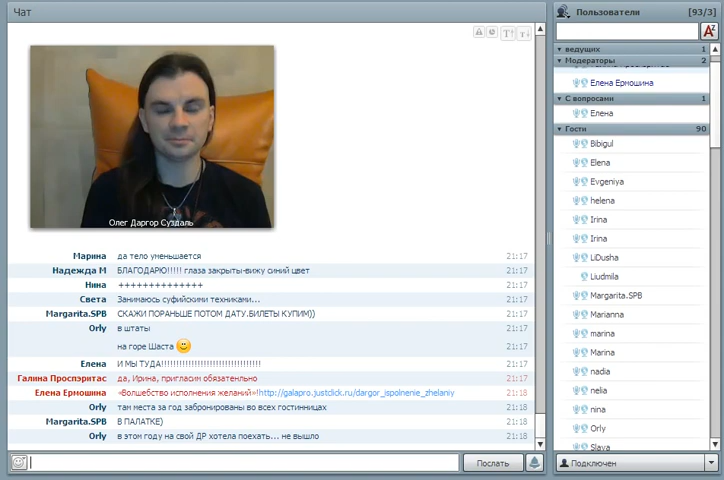 Чат
Олег Даргор Суздаль
Марина да тело уменьшается 21:17
Надежда М БЛАГОДАРЮ!!!!! глаза закрыты-вижу синий цвет 21:17
Нина ++++++++++++++ 21:17
Света Занимаюсь суфийскими техниками... 21:17
Margarita.SPB СКАЖИ ПОРАНЬШЕ ПОТОМ ДАТУ.БИЛЕТЫ КУПИМ)) 21:17
Orly в штаты 21:17
на горе Шаста 21:17
Елена И МЫ ТУДА!!!!!!!!!!!!!!!!!!!!!!!!!!!!!!!!! 21:17
Галина Проспэритас да, Ирина, пригласим обязательно 21:17
Елена Ермошина «Волшебство исполнения желаний»!http://galapro.justclick.ru/dargor_ispolnenie_zhelaniy 21:18
Orly там места за год забронированы во всех гостинницах 21:18
Margarita.SPB В ПАЛАТКЕ) 21:18
Orly в этом году на свой ДР хотела поехать... не вышло 21:18
Послать
Пользователи [93/3]
ведущих 1
Модераторы 2
Елена Ермошина
С вопросами 1
Елена
Гости 90
Bibigul
Elena
Evgeniya
helena
Irina
Irina
LiDusha
Liudmila
Margarita.SPB
Marianna
marina
Marina
nadia
nelia
nina
Orly
Slava
Подключен